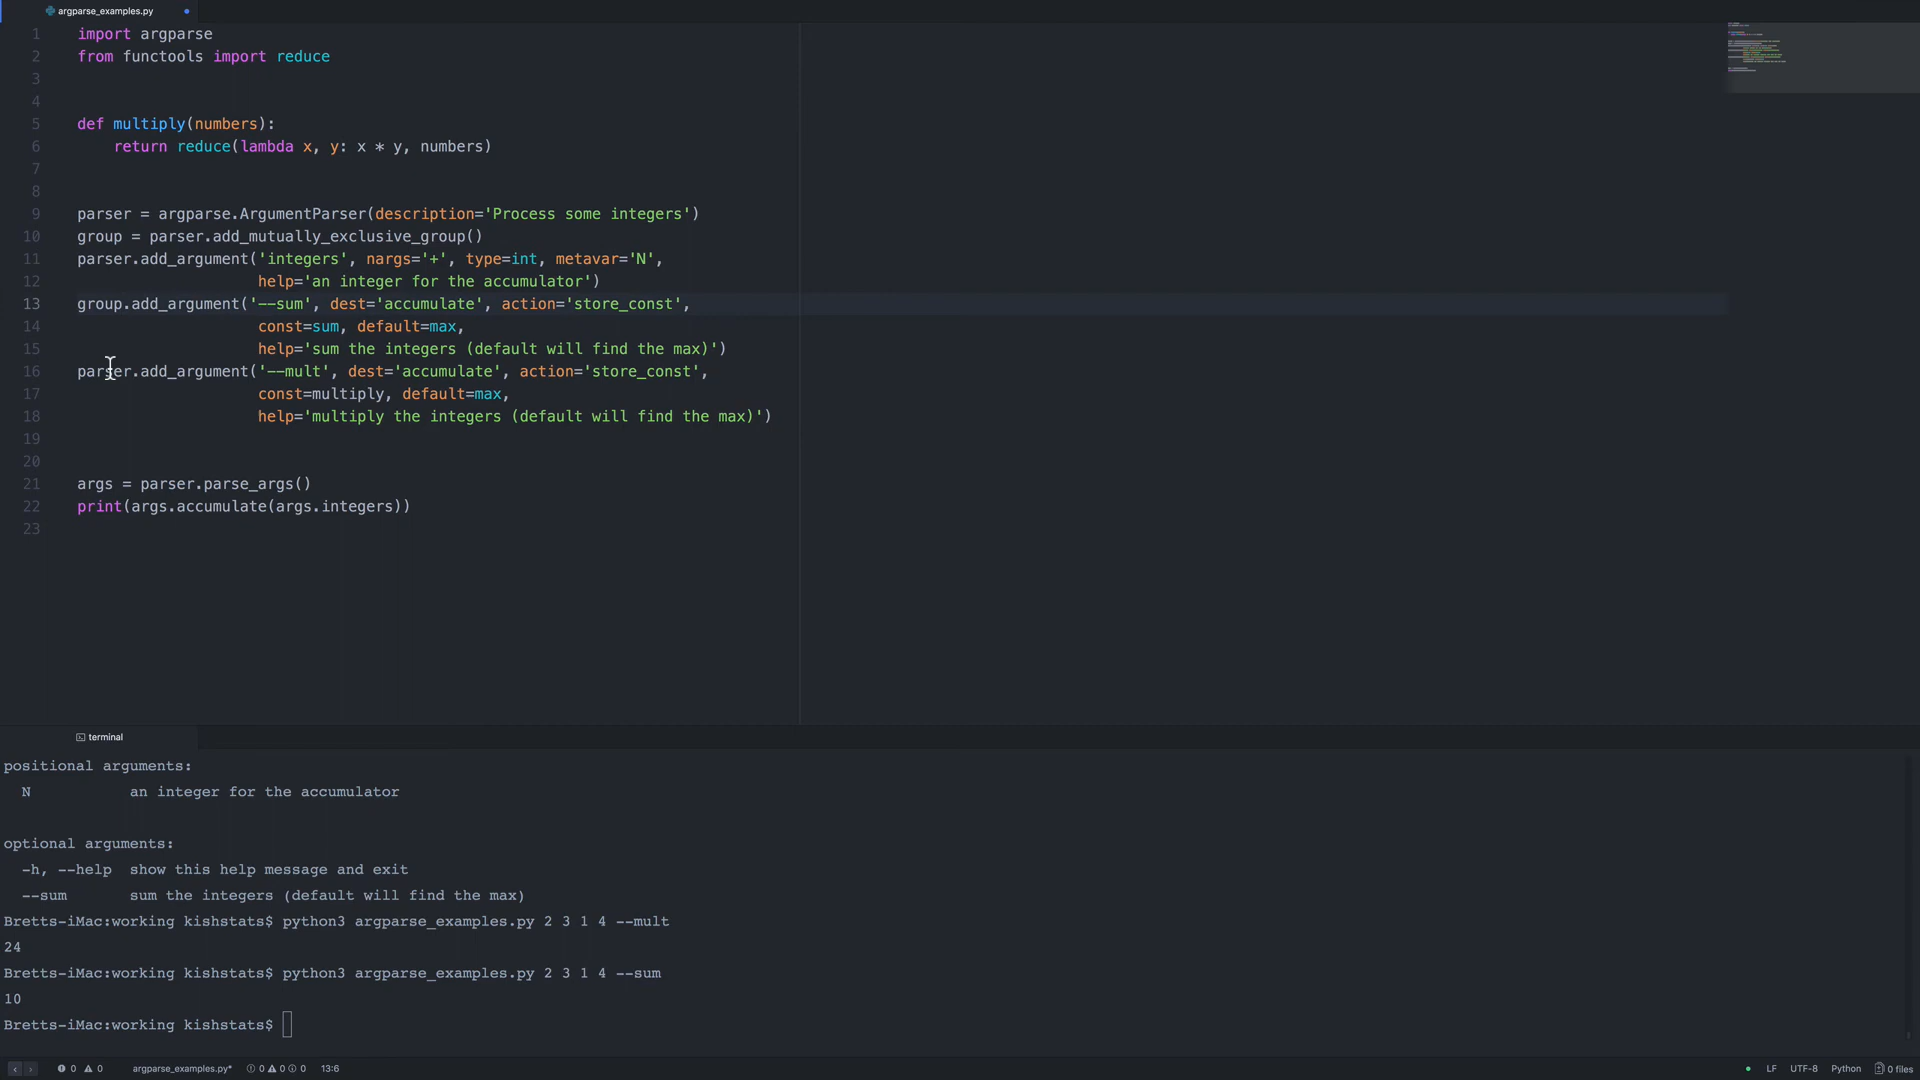 argparse_examples.py
1 import argparse
2 from functools import reduce
3
4
5 def multiply(numbers):
6     return reduce(lambda x, y: x * y, numbers)
7
8
9 parser = argparse.ArgumentParser(description='Process some integers')
10 group = parser.add_mutually_exclusive_group()
11 parser.add_argument('integers', nargs='+', type=int, metavar='N',
12                     help='an integer for the accumulator')
13 group.add_argument('--sum', dest='accumulate', action='store_const',
14                     const=sum, default=max,
15                     help='sum the integers (default will find the max)')
16 parser.add_argument('--mult', dest='accumulate', action='store_const',
17                     const=multiply, default=max,
18                     help='multiply the integers (default will find the max)')
19
20
21 args = parser.parse_args()
22 print(args.accumulate(args.integers))
23
terminal
positional arguments:
  N           an integer for the accumulator
optional arguments:
  -h, --help  show this help message and exit
  --sum       sum the integers (default will find the max)
Bretts-iMac:working kishstats$ python3 argparse_examples.py 2 3 1 4 --mult
24
Bretts-iMac:working kishstats$ python3 argparse_examples.py 2 3 1 4 --sum
10
Bretts-iMac:working kishstats$
0 0 argparse_examples.py* 0 0 0 13:6 LF UTF-8 Python 0 files